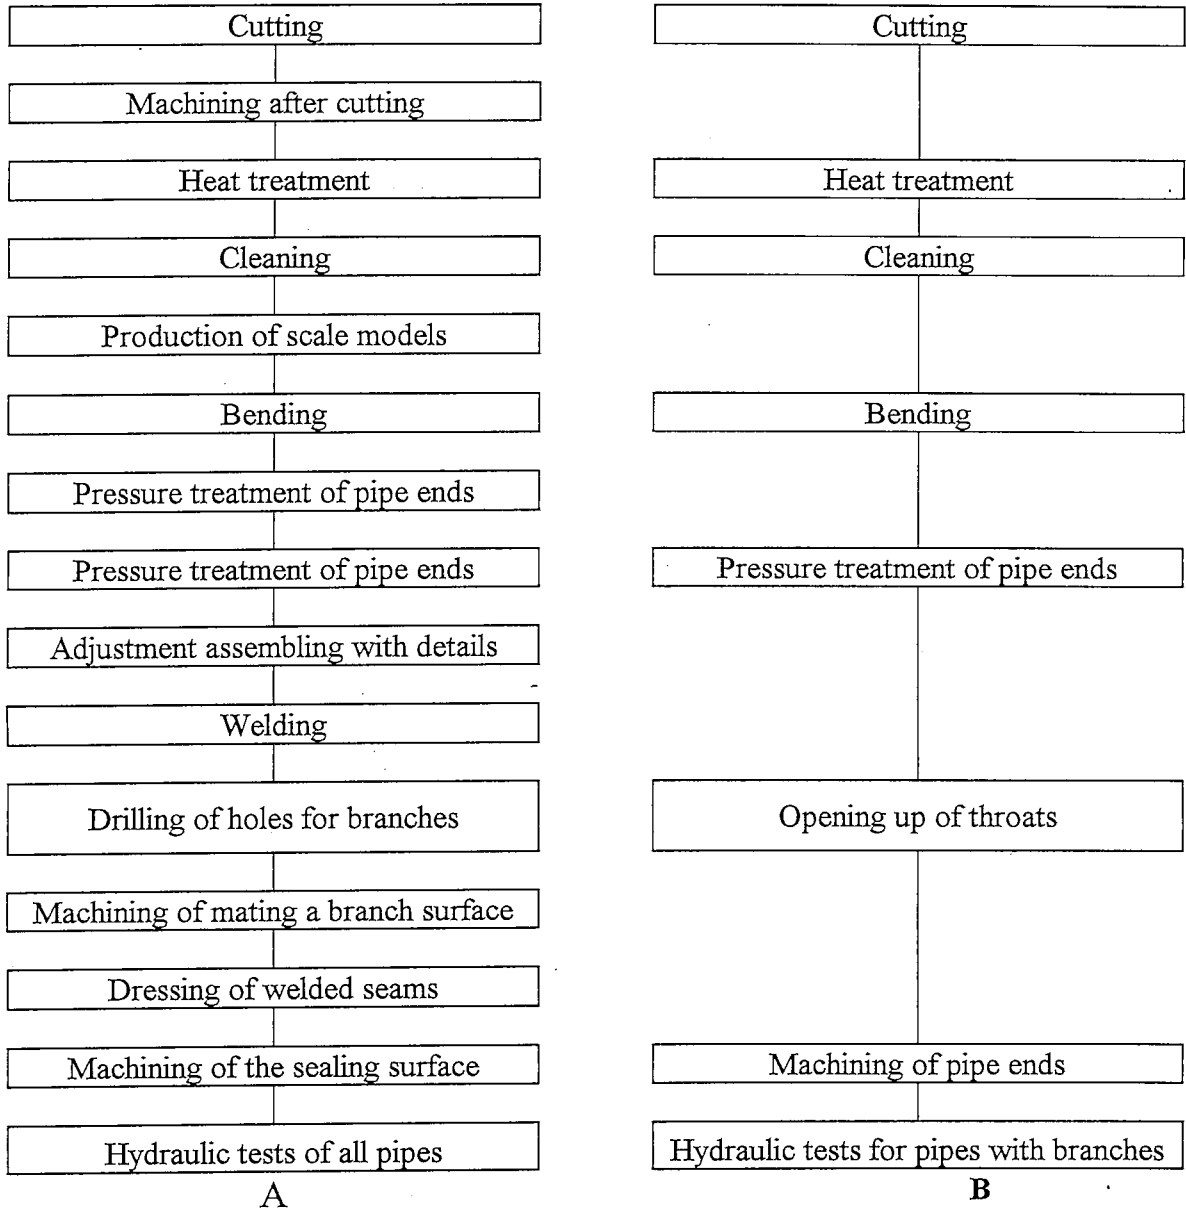 Cutting
Machining after cutting
Heat treatment
Cleaning
Production of scale models
Bending
Pressure treatment of pipe ends
Pressure treatment of pipe ends
Adjustment assembling with details
Welding
Drilling of holes for branches
Machining of mating a branch surface
Dressing of welded seams
Machining of the sealing surface
Hydraulic tests of all pipes
A
Cutting
Heat treatment
Cleaning
Bending
Pressure treatment of pipe ends
Opening up of throats
Machining of pipe ends
Hydraulic tests for pipes with branches
B